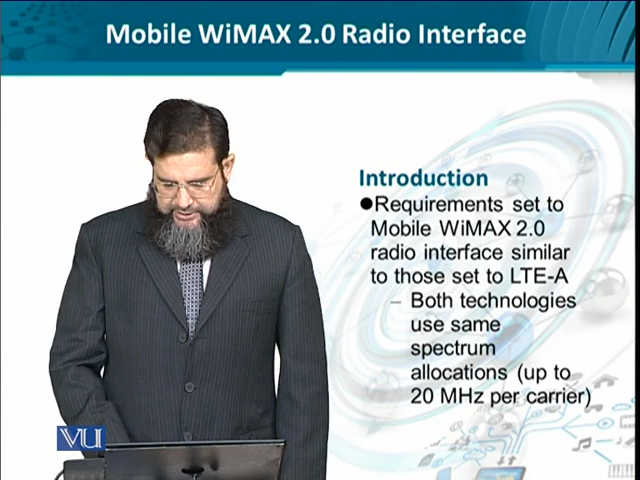 Mobile WiMAX 2.0 Radio Interface
Introduction
●Requirements set to
Mobile WiMAX 2.0
radio interface similar
to those set to LTE-A
– Both technologies
use same
spectrum
allocations (up to
20 MHz per carrier)
VU